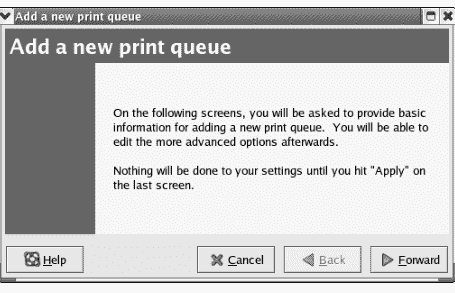 Add a new print queue
Add a new print queue
On the following screens, you will be asked to provide basic
information for adding a new print queue. You will be able to
edit the more advanced options afterwards.
Nothing will be done to your settings until you hit "Apply" on
the last screen.
Help
Cancel
Back
Forward